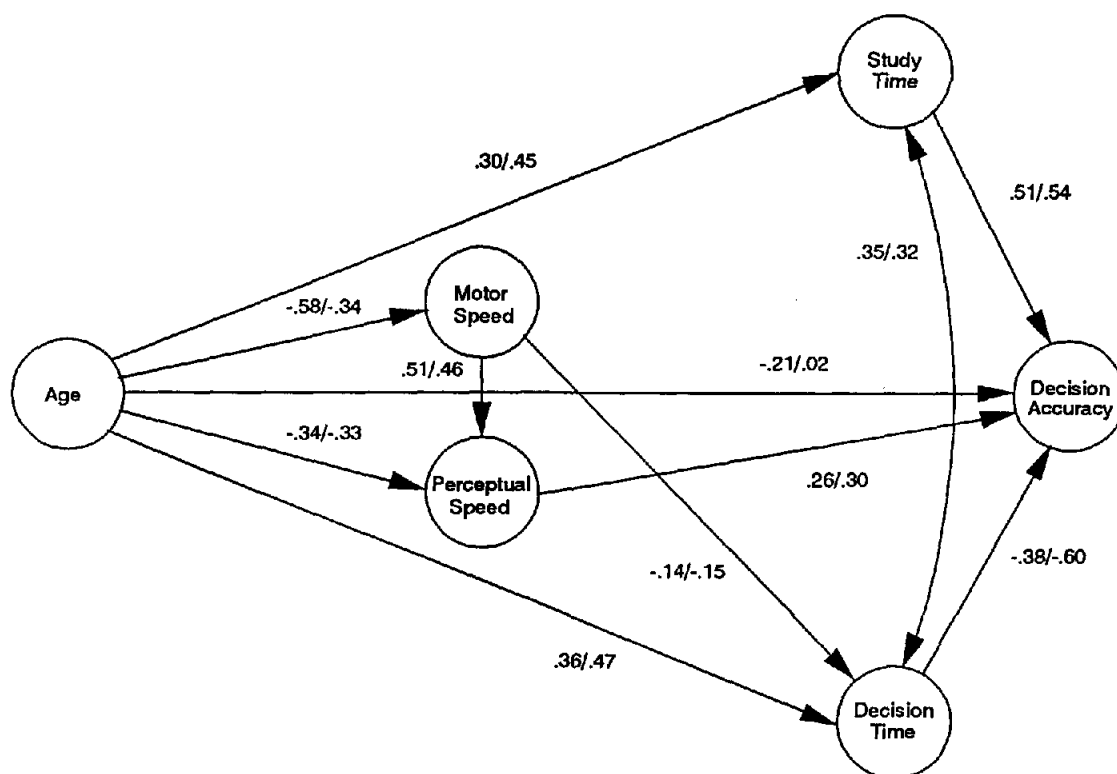 Study
Time
.30/.45
.51/.54
.35/.32
Motor
Speed
-.58/-.34
.51/.46
-.21/.02
Age
Decision
Accuracy
-.34/-.33
Perceptual
Speed
.26/.30
-.14/-.15
-.38/-.60
.36/.47
Decision
Time